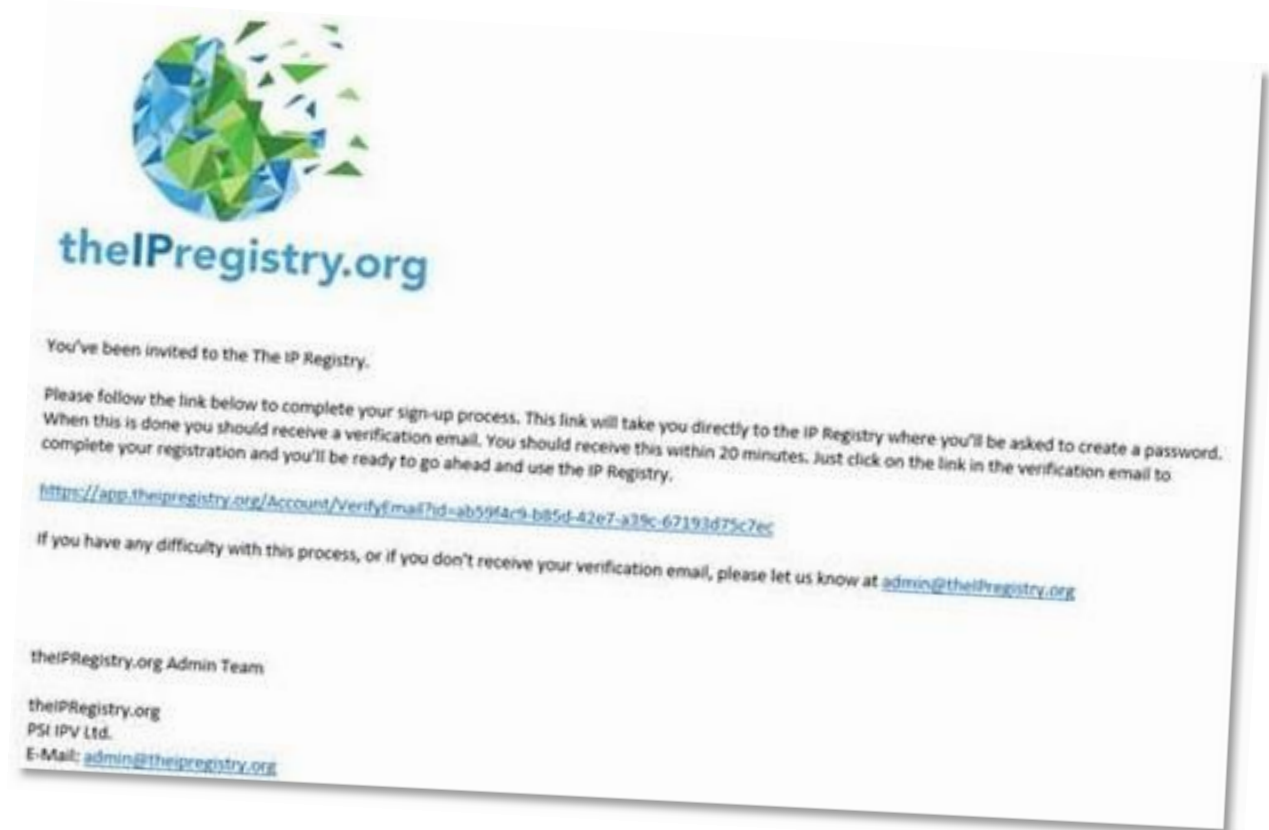 theIPregistry.org
You've been invited to the The IP Registry.
Please follow the link below to complete your sign-up process. This link will take you directly to the IP Registry where you'll be asked to create a password.
When this is done you should receive a verification email. You should receive this within 20 minutes. Just click on the link in the verification email to
complete your registration and you'll be ready to go ahead and use the IP Registry.
https://app.theipregistry.org/Account/VerifyEmail?id=ab59f4c9-b85d-42e7-a39c-67193d75c7ec
If you have any difficulty with this process, or if you don't receive your verification email, please let us know at admin@theIPregistry.org
theIPRegistry.org Admin Team
theIPRegistry.org
PSI IPV Ltd.
E-Mail: admin@theipregistry.org